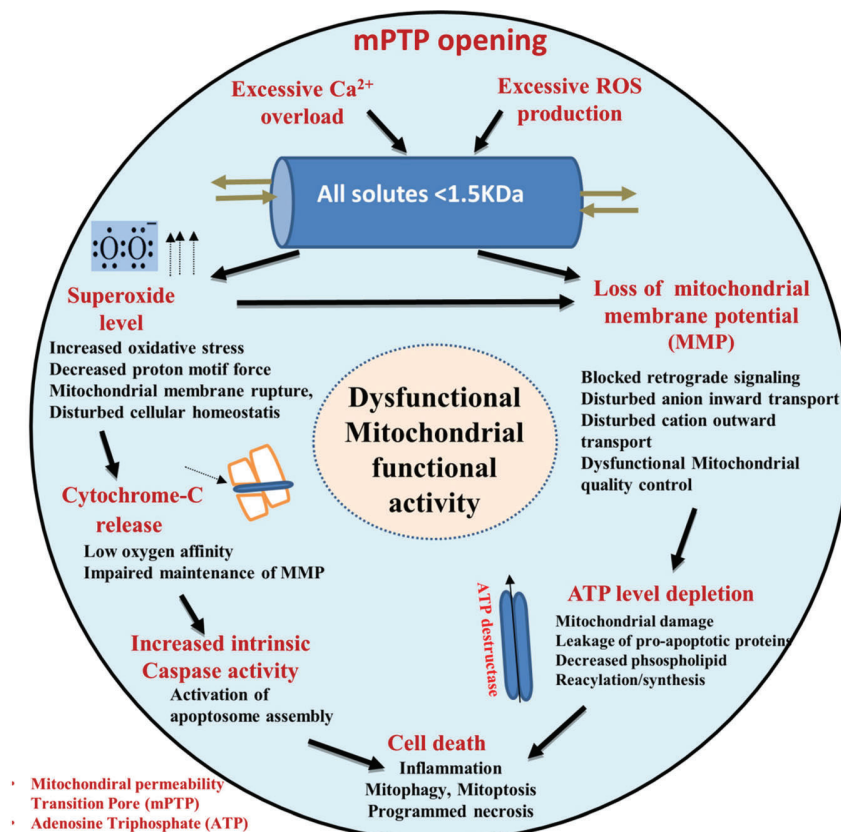 mPTP opening
Excessive Ca²⁺
overload
Excessive ROS
production
All solutes <1.5KDa
:Ö:Ö: −
Superoxide
level
Increased oxidative stress
Decreased proton motif force
Mitochondrial membrane rupture,
Disturbed cellular homeostatis
Loss of mitochondrial
membrane potential
(MMP)
Blocked retrograde signaling
Disturbed anion inward transport
Disturbed cation outward
transport
Dysfunctional Mitochondrial
quality control
Dysfunctional
Mitochondrial
functional
activity
Cytochrome-C
release
Low oxygen affinity
Impaired maintenance of MMP
ATP level depletion
Mitochondrial damage
Leakage of pro-apoptotic proteins
Decreased phsospholipid
Reacylation/synthesis
ATP destructase
Increased intrinsic
Caspase activity
Activation of
apoptosome assembly
Cell death
Inflammation
Mitophagy, Mitoptosis
Programmed necrosis
Mitochondiral permeability
Transition Pore (mPTP)
Adenosine Triphosphate (ATP)